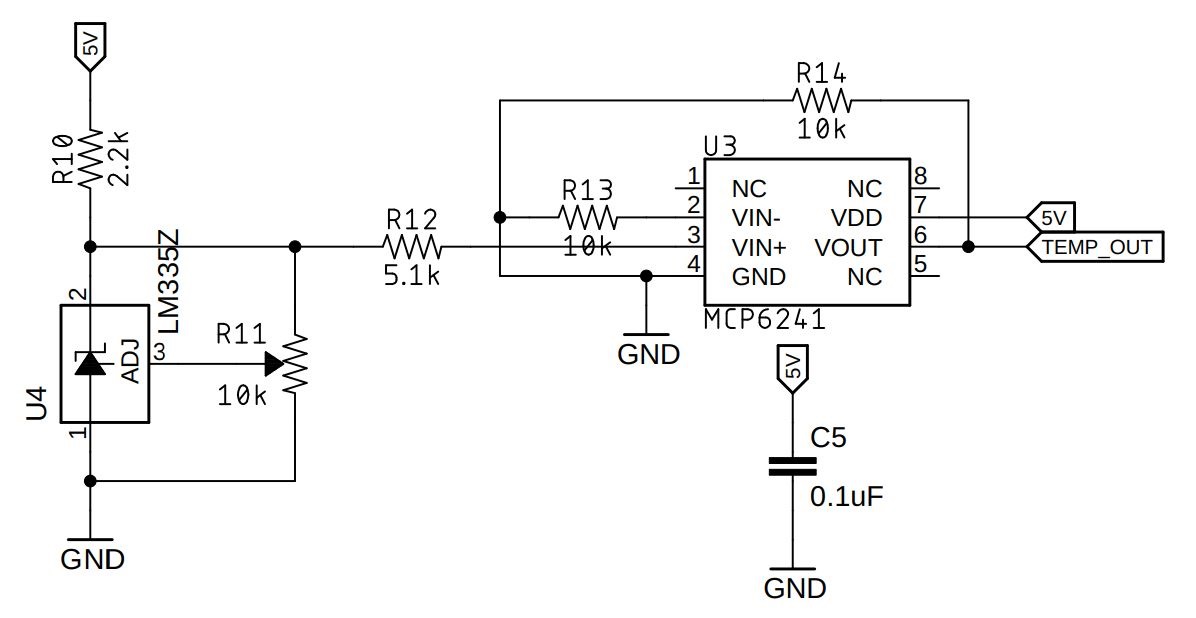 5V
R10
2.2k
LM335Z
2
ADJ
3
U4
1
GND
R11
10k
R12
5.1k
R14
10k
R13
10k
U3
1
NC
2
VIN-
3
VIN+
4
GND
NC
8
VDD
7
VOUT
6
NC
5
MCP6241
5V
TEMP_OUT
GND
5V
C5
0.1uF
GND